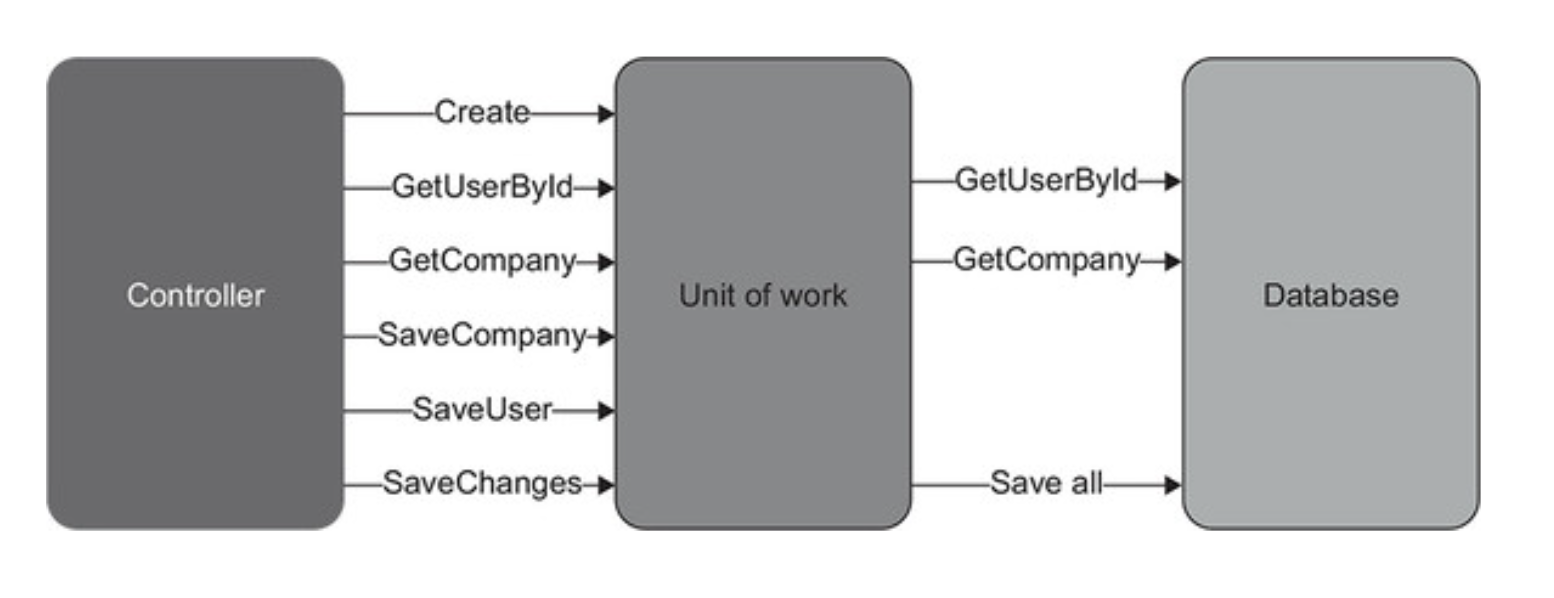 Create
GetUserById
GetUserById
GetCompany
GetCompany
Controller
Unit of work
Database
SaveCompany
SaveUser
SaveChanges
Save all